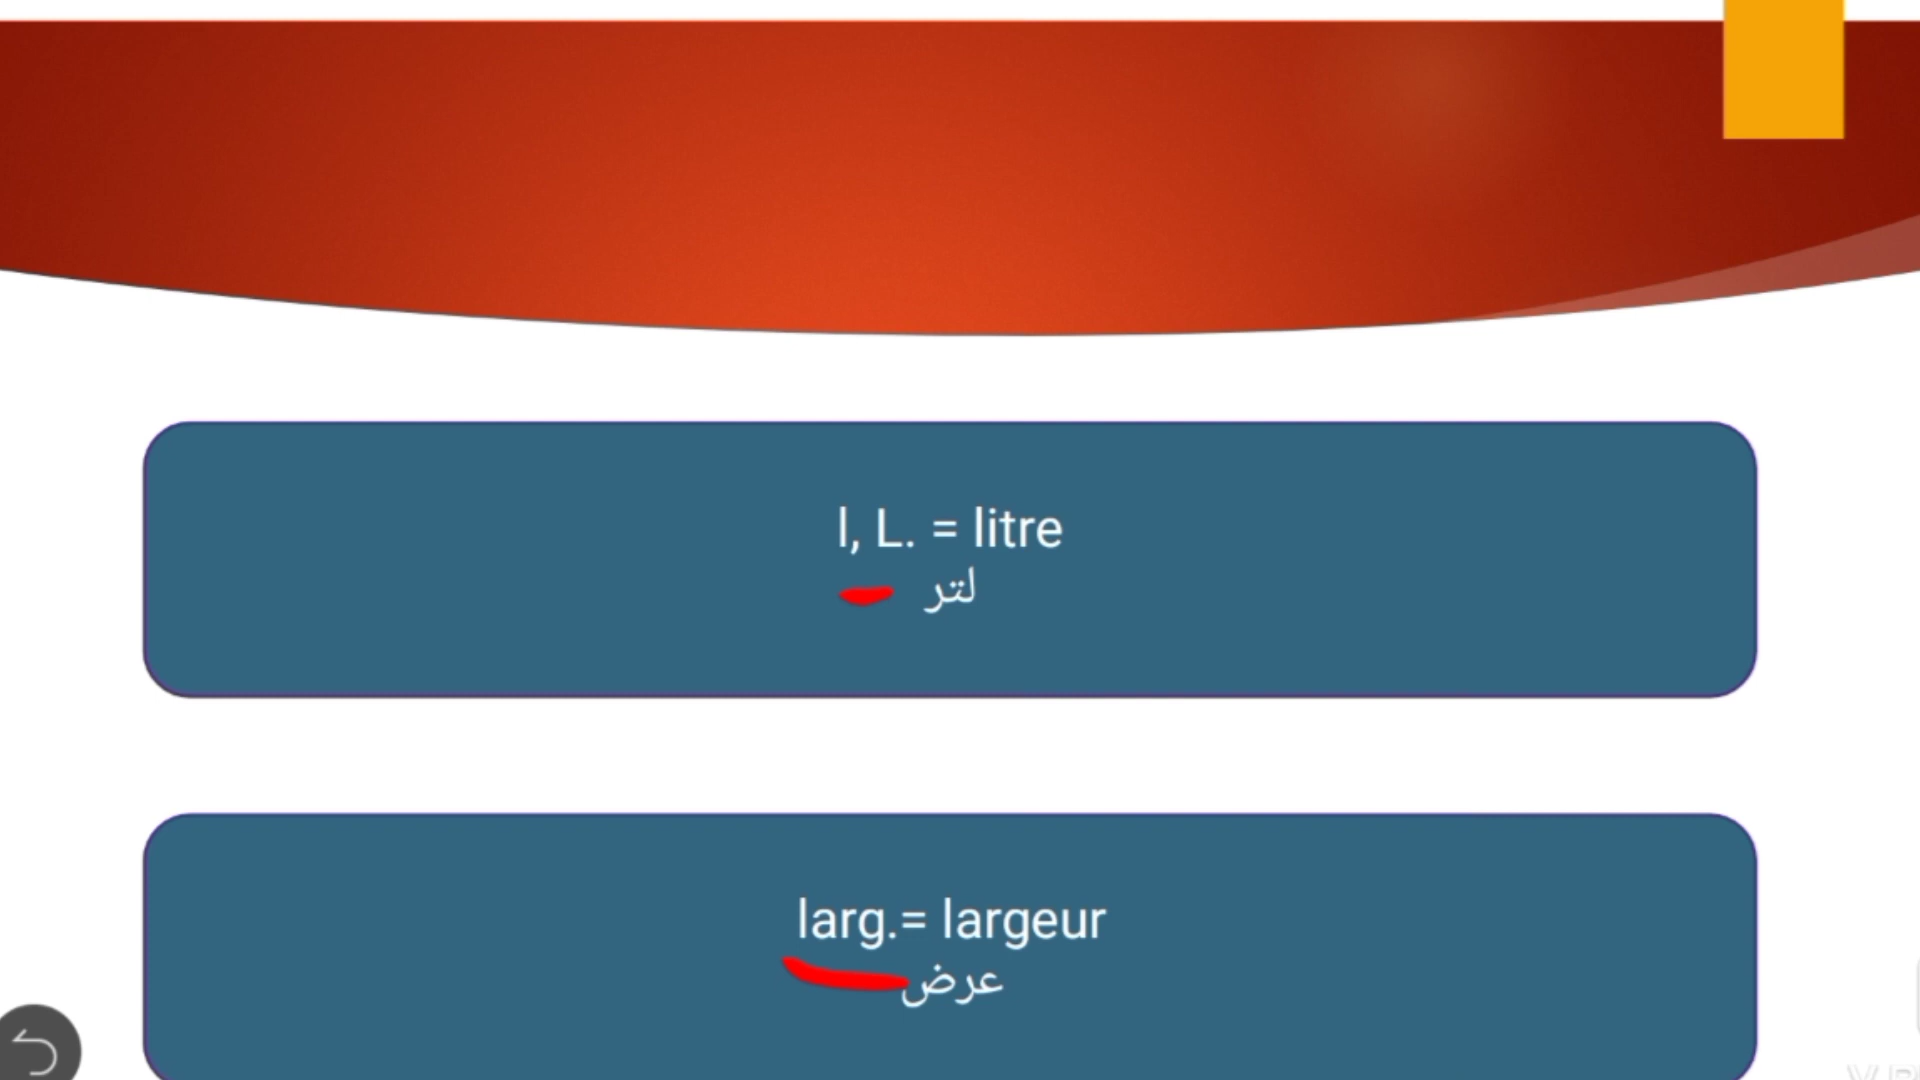 l, L. = litre
لتر
larg.= largeur
عرض